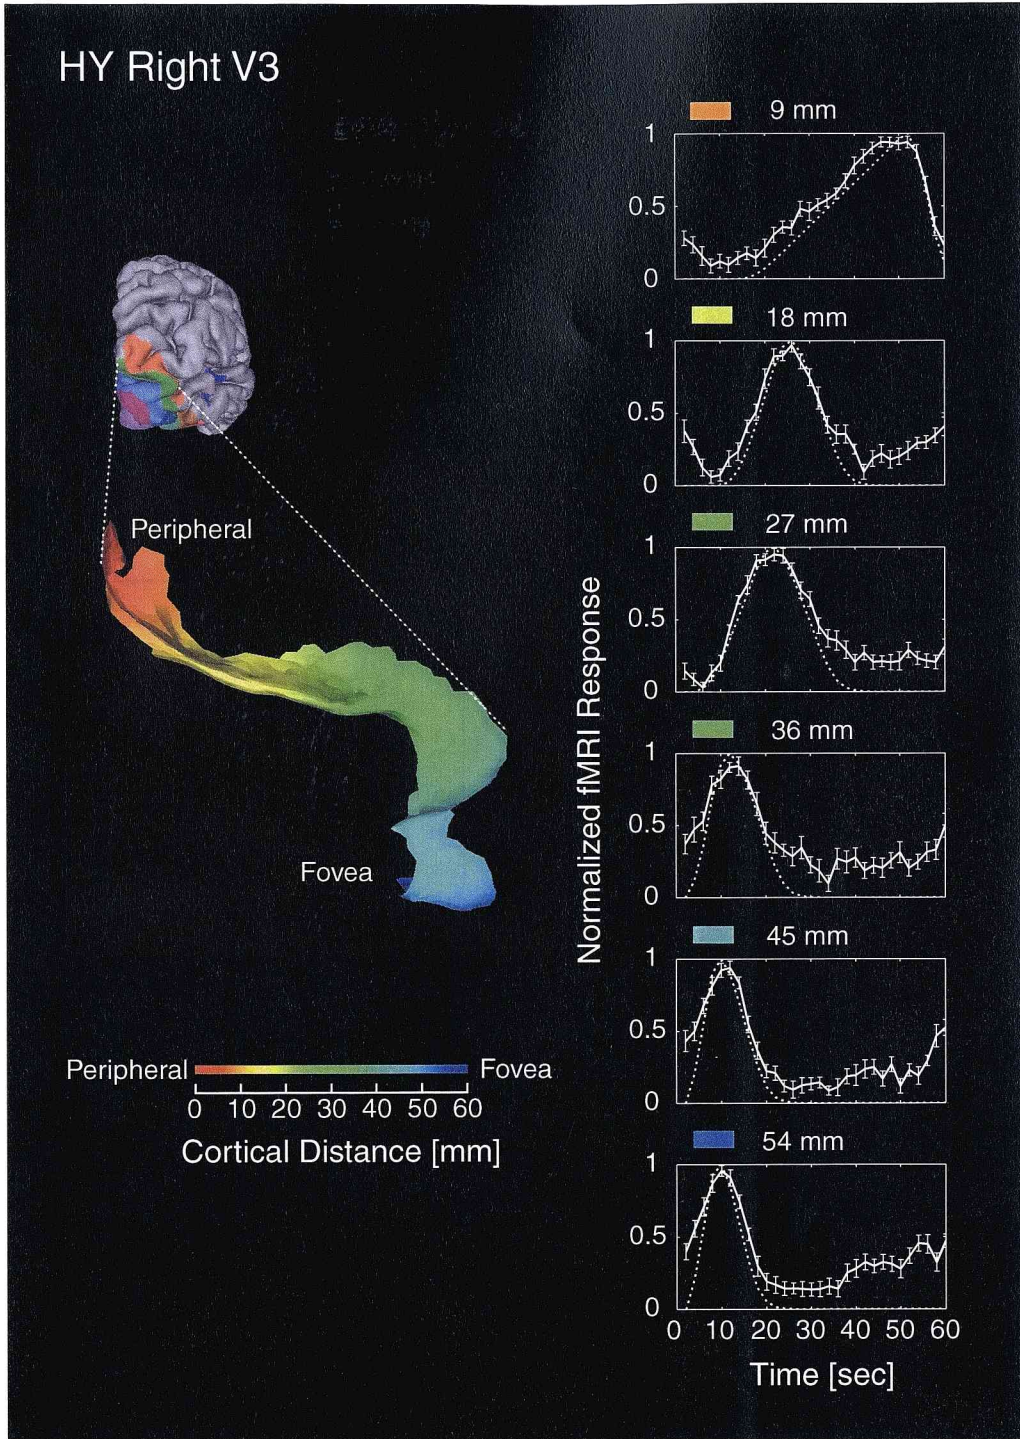 HY Right V3
9 mm
1
0.5
0
18 mm
1
0.5
0
27 mm
1
0.5
0
36 mm
1
0.5
0
45 mm
1
0.5
0
54 mm
1
0.5
0
0 10 20 30 40 50 60
Time [sec]
Normalized fMRI Response
Peripheral
Fovea
Peripheral Fovea
0 10 20 30 40 50 60
Cortical Distance [mm]